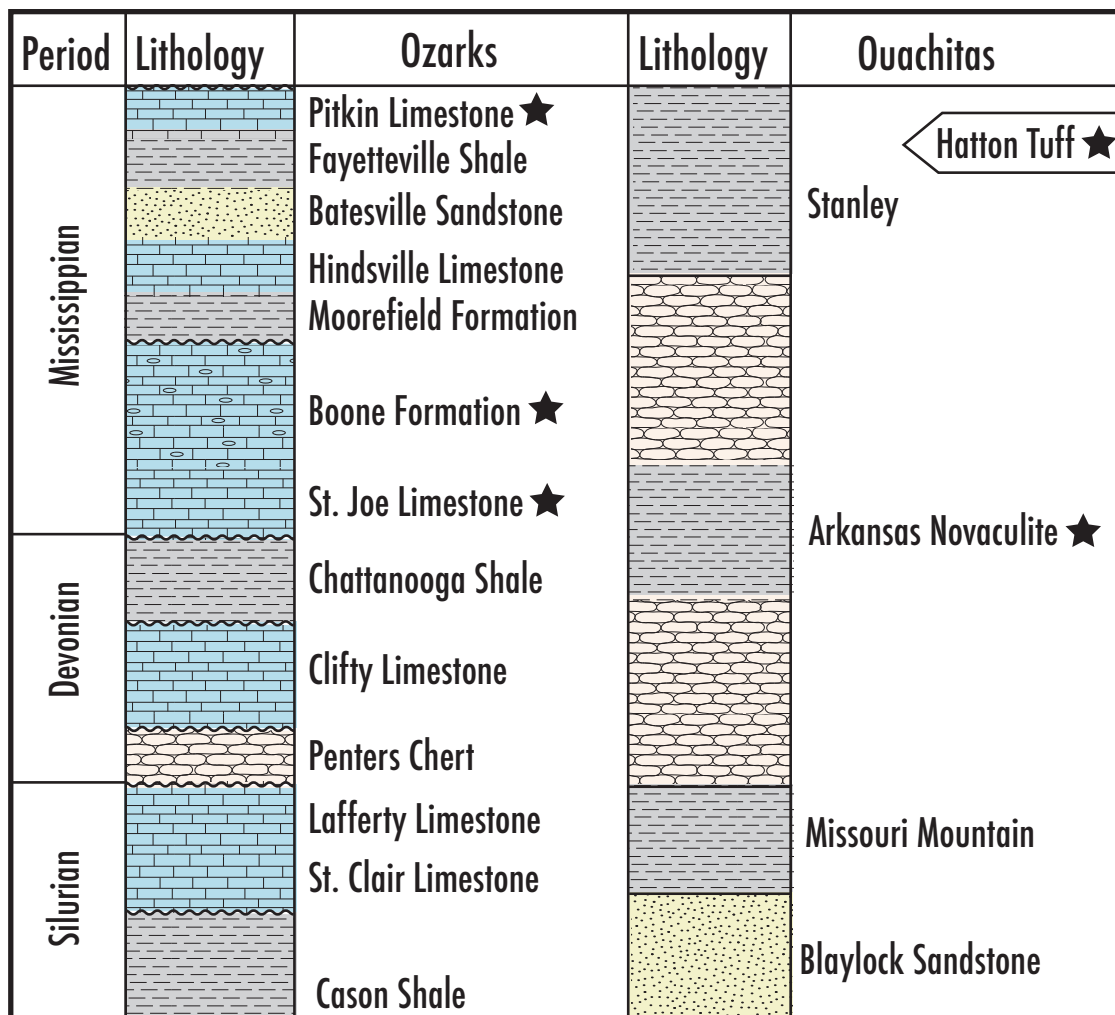 Period Lithology Ozarks Lithology Ouachitas
Mississippian
Devonian
Silurian
Pitkin Limestone ★
Fayetteville Shale
Batesville Sandstone
Hindsville Limestone
Moorefield Formation
Boone Formation ★
St. Joe Limestone ★
Chattanooga Shale
Clifty Limestone
Penters Chert
Lafferty Limestone
St. Clair Limestone
Cason Shale
Hatton Tuff ★
Stanley
Arkansas Novaculite ★
Missouri Mountain
Blaylock Sandstone